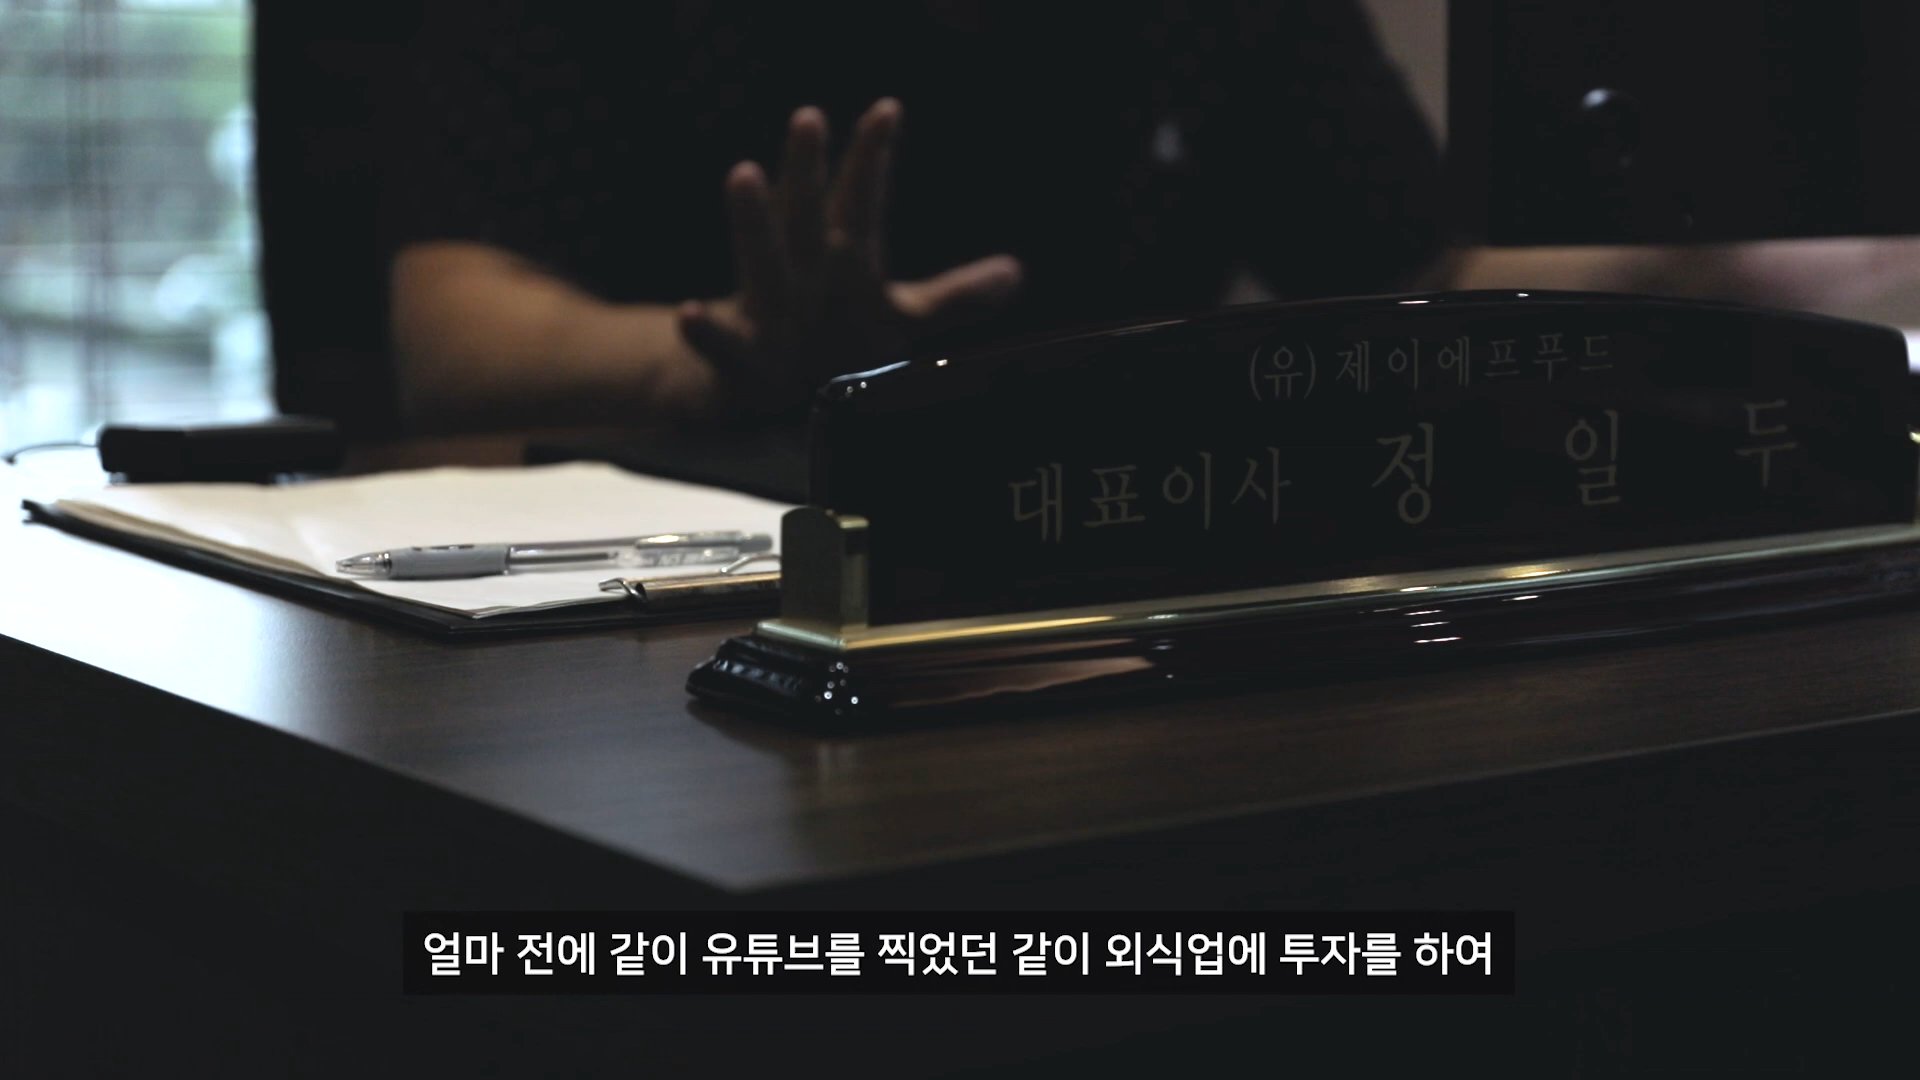 (유)제이에프푸드
대표이사 정일두
얼마 전에 같이 유튜브를 찍었던 같이 외식업에 투자를 하여